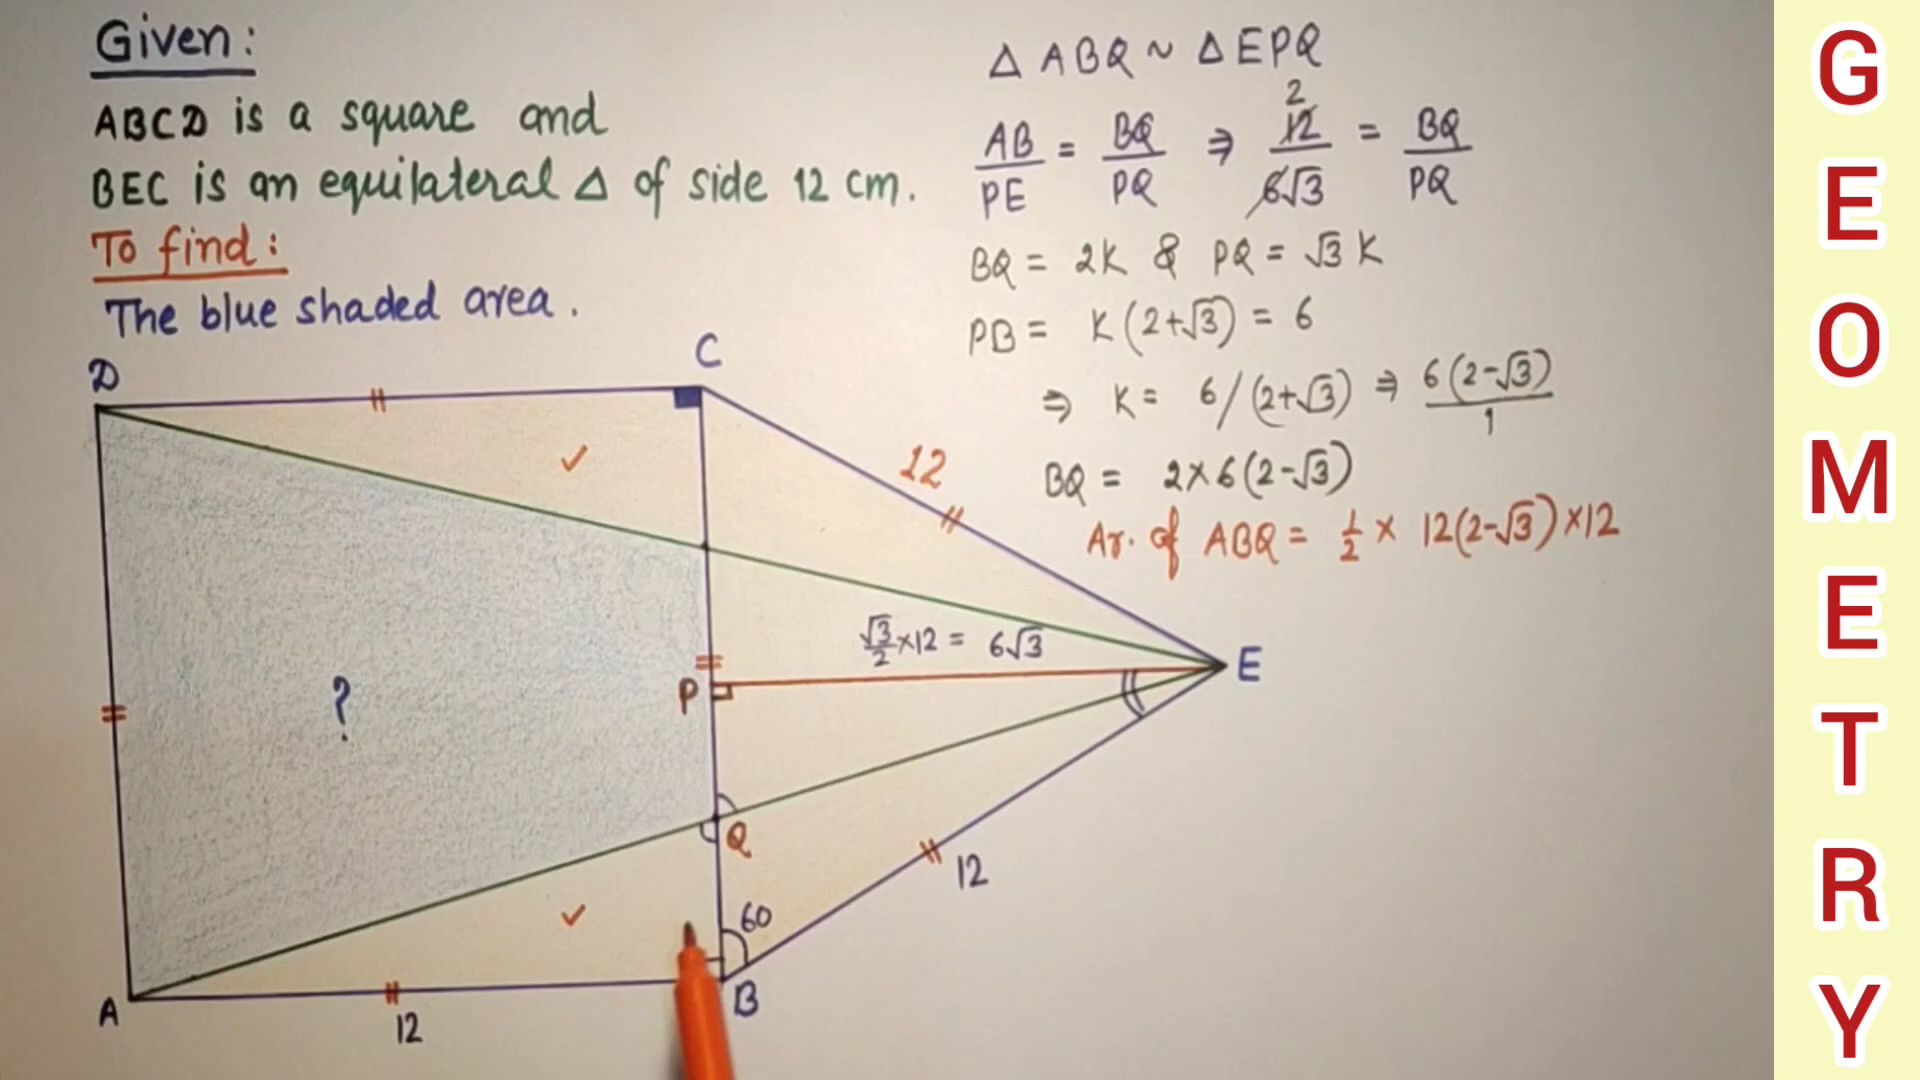 Given:
ABCD is a square and
BEC is an equilateral Δ of side 12 cm.
To find:
The blue shaded area.
Δ ABQ ~ Δ EPQ
AB/PE = BQ/PQ ⇒ 2 12/6√3 = BQ/PQ
BQ = 2K & PQ = √3 K
PB = K(2+√3) = 6
⇒ K = 6/(2+√3) ⇒ 6(2-√3)/1
BQ = 2×6(2-√3)
Ar. of ABQ = 1/2 × 12(2-√3)×12
D
C
12
√3/2 ×12 = 6√3
E
P
?
Q
12
60
A
B
12
GEOMETRY